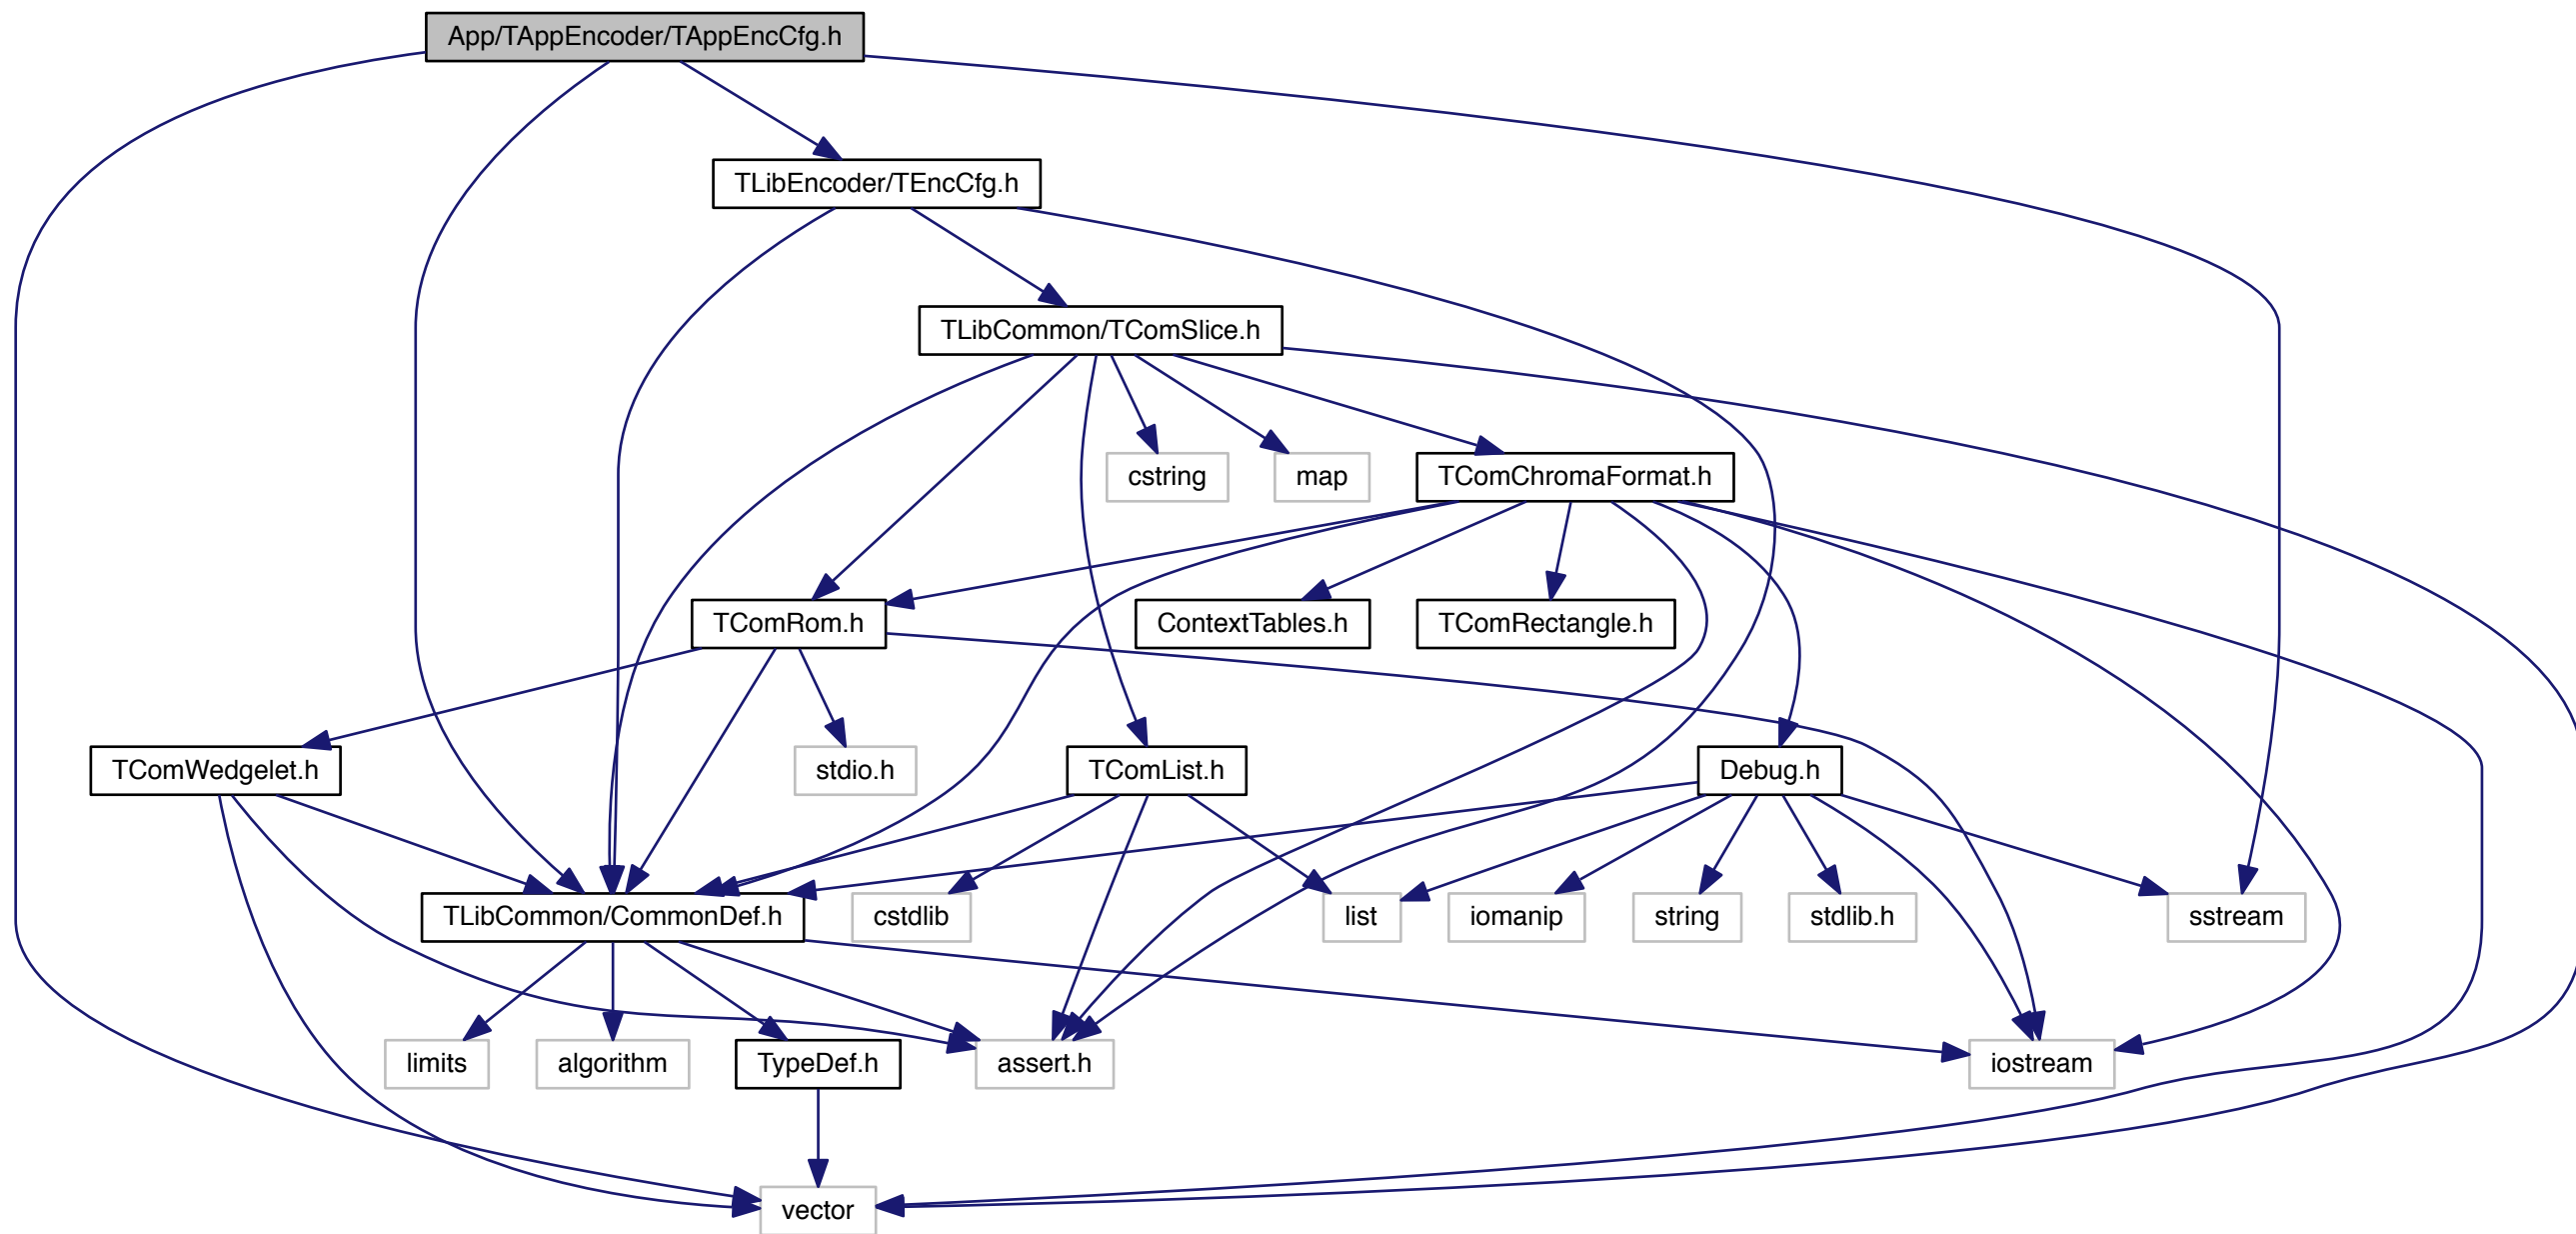 App/TAppEncoder/TAppEncCfg.h
TLibEncoder/TEncCfg.h
TLibCommon/TComSlice.h
cstring
map
TComChromaFormat.h
TComRom.h
ContextTables.h
TComRectangle.h
TComWedgelet.h
stdio.h
TComList.h
Debug.h
TLibCommon/CommonDef.h
cstdlib
list
iomanip
string
stdlib.h
sstream
limits
algorithm
TypeDef.h
assert.h
iostream
vector